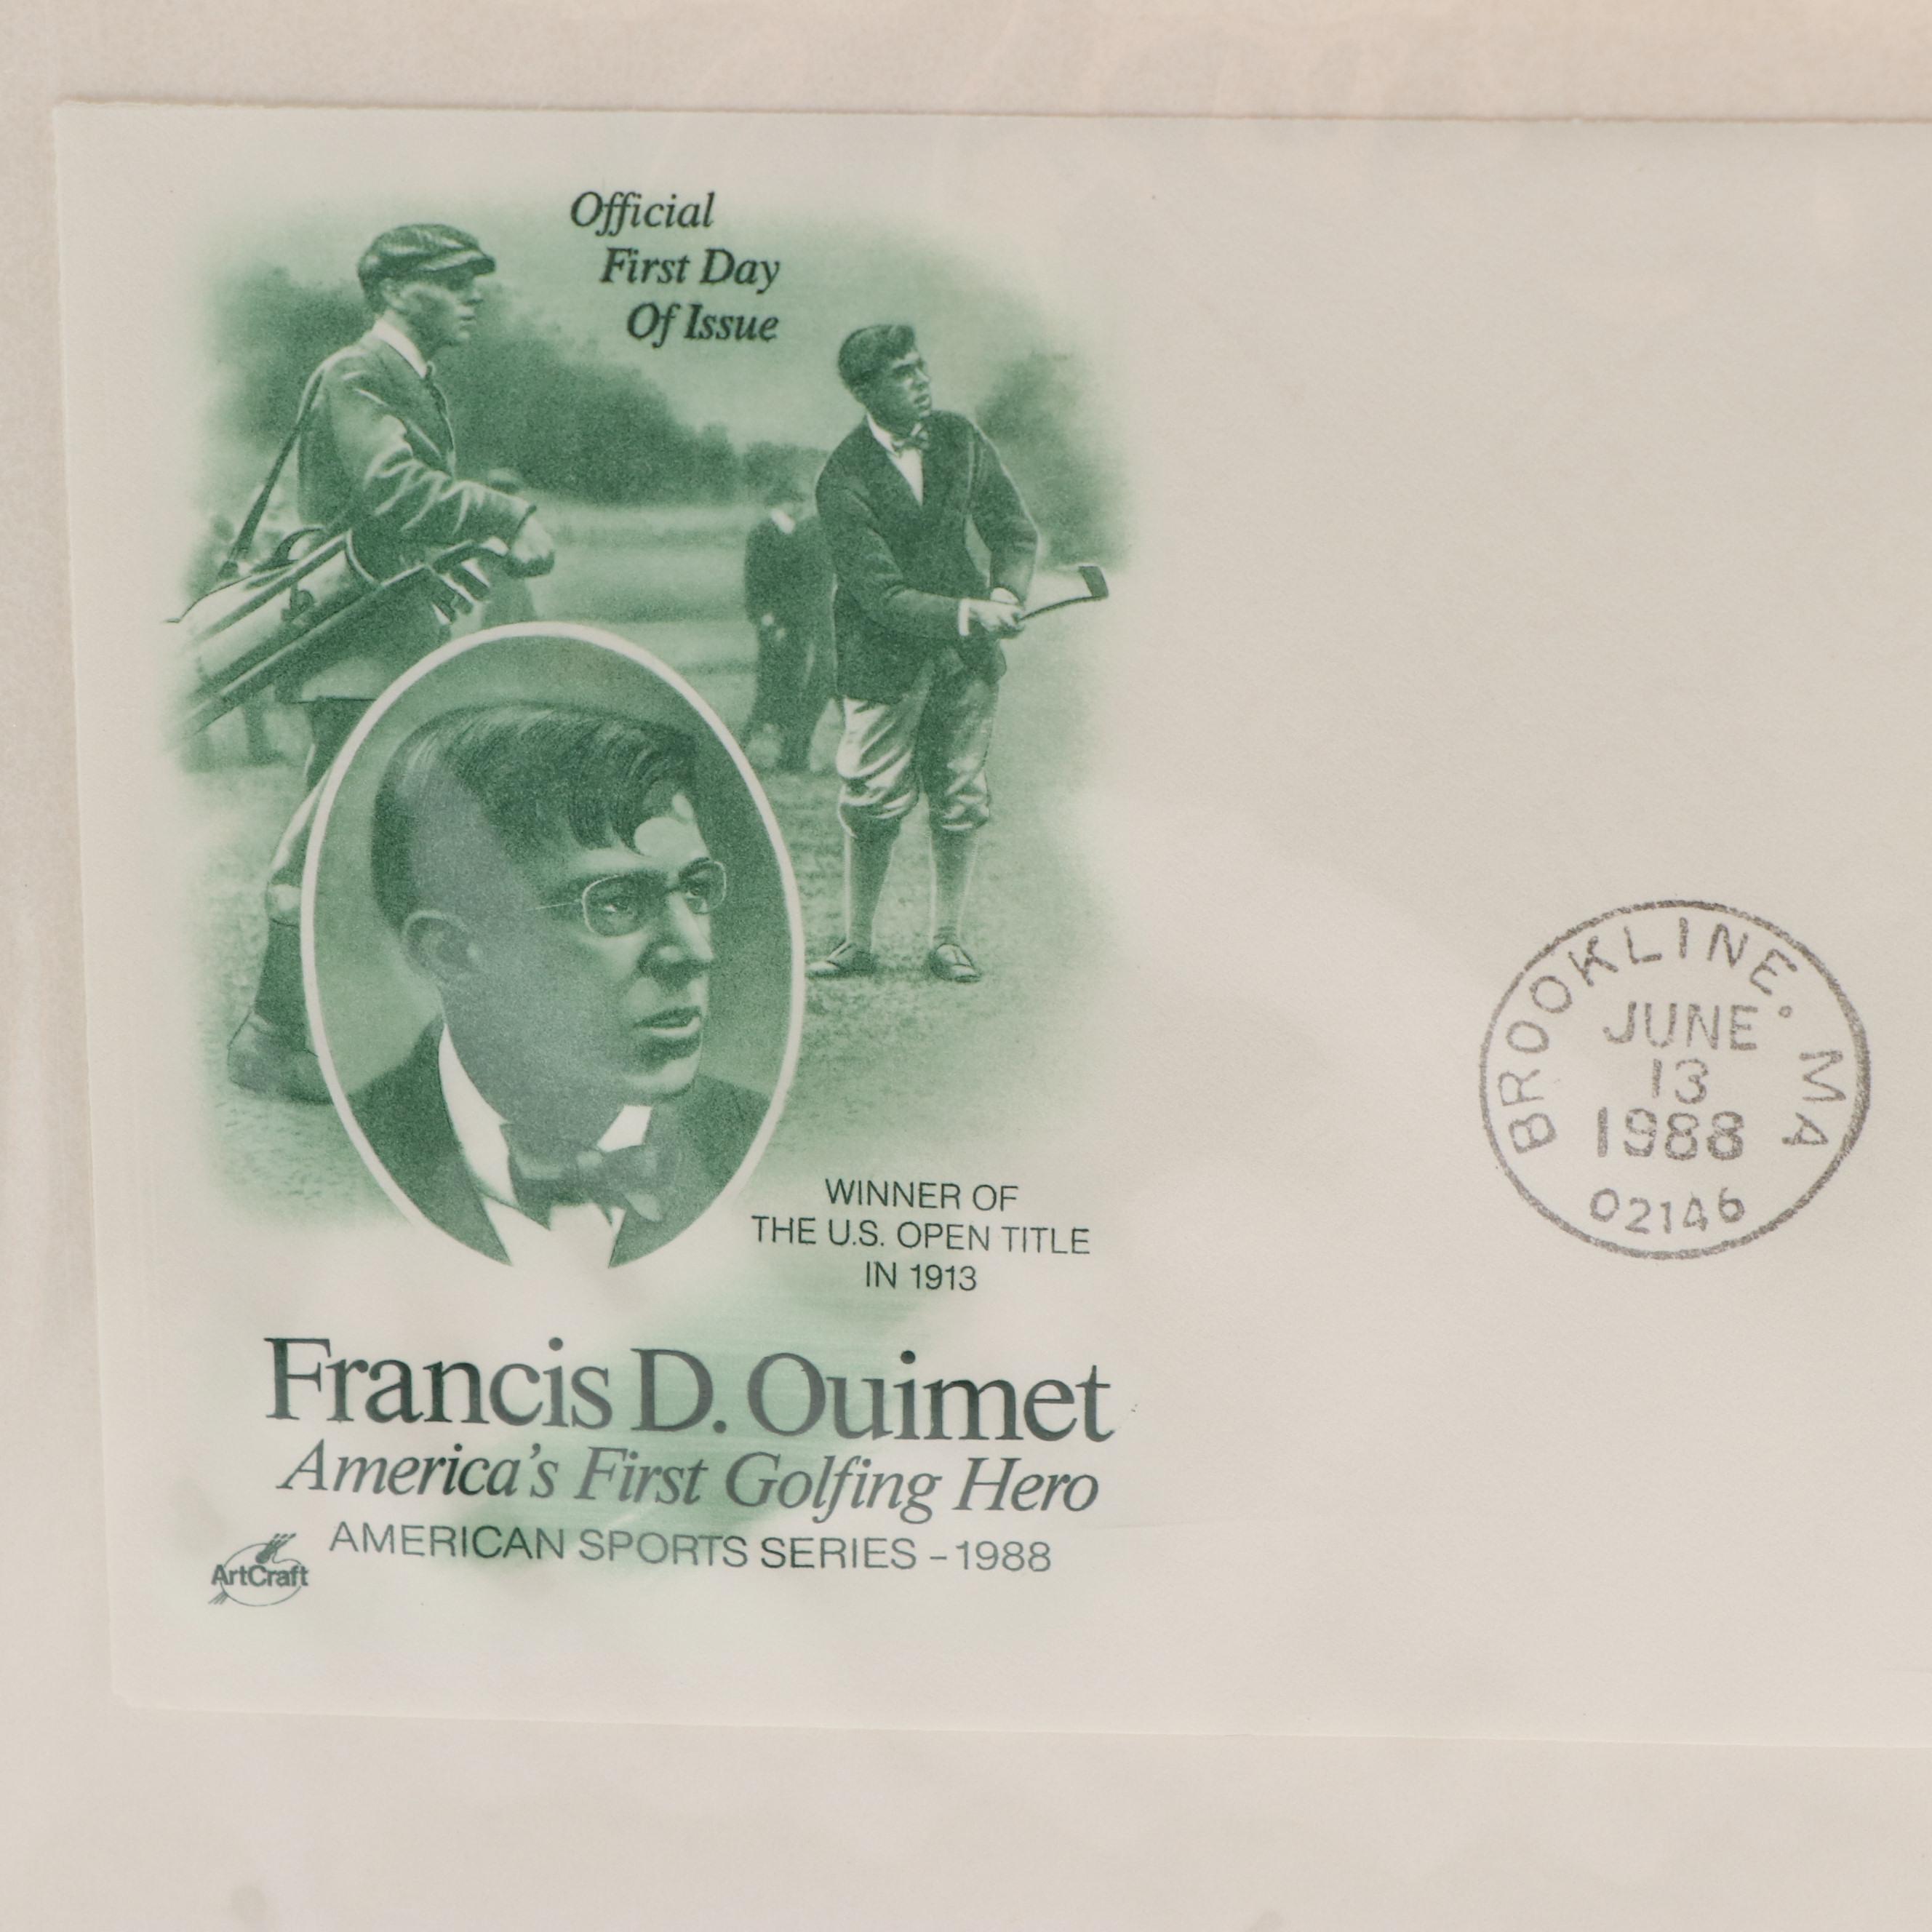 Official
First Day
Of Issue
WINNER OF
THE U.S. OPEN TITLE
IN 1913
Francis D. Ouimet
America's First Golfing Hero
AMERICAN SPORTS SERIES - 1988
ArtCraft
BROOKLINE, MA
JUNE
13
1988
02146